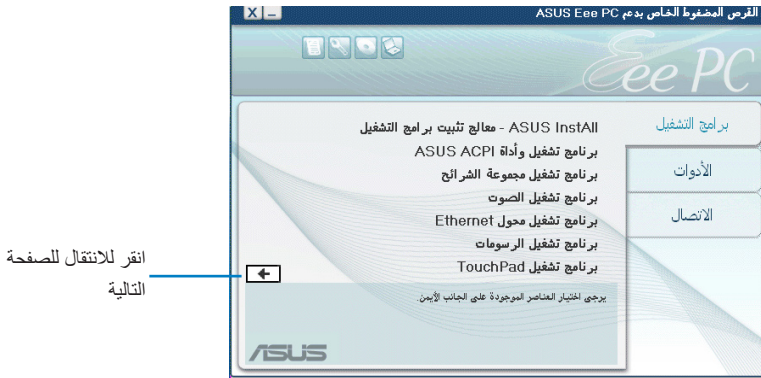 القرص المضغوط الخاص بدعم ASUS Eee PC
Eee PC
برامج التشغيل
الأدوات
الاتصال
ASUS InstAll - معالج تثبيت برامج التشغيل
برنامج تشغيل وأداة ASUS ACPI
برنامج تشغيل مجموعة الشرائح
برنامج تشغيل الصوت
برنامج تشغيل محول Ethernet
برنامج تشغيل الرسومات
برنامج تشغيل TouchPad
يرجى اختيار العناصر الموجودة على الجانب الأيمن.
ASUS
انقر للانتقال للصفحة
التالية